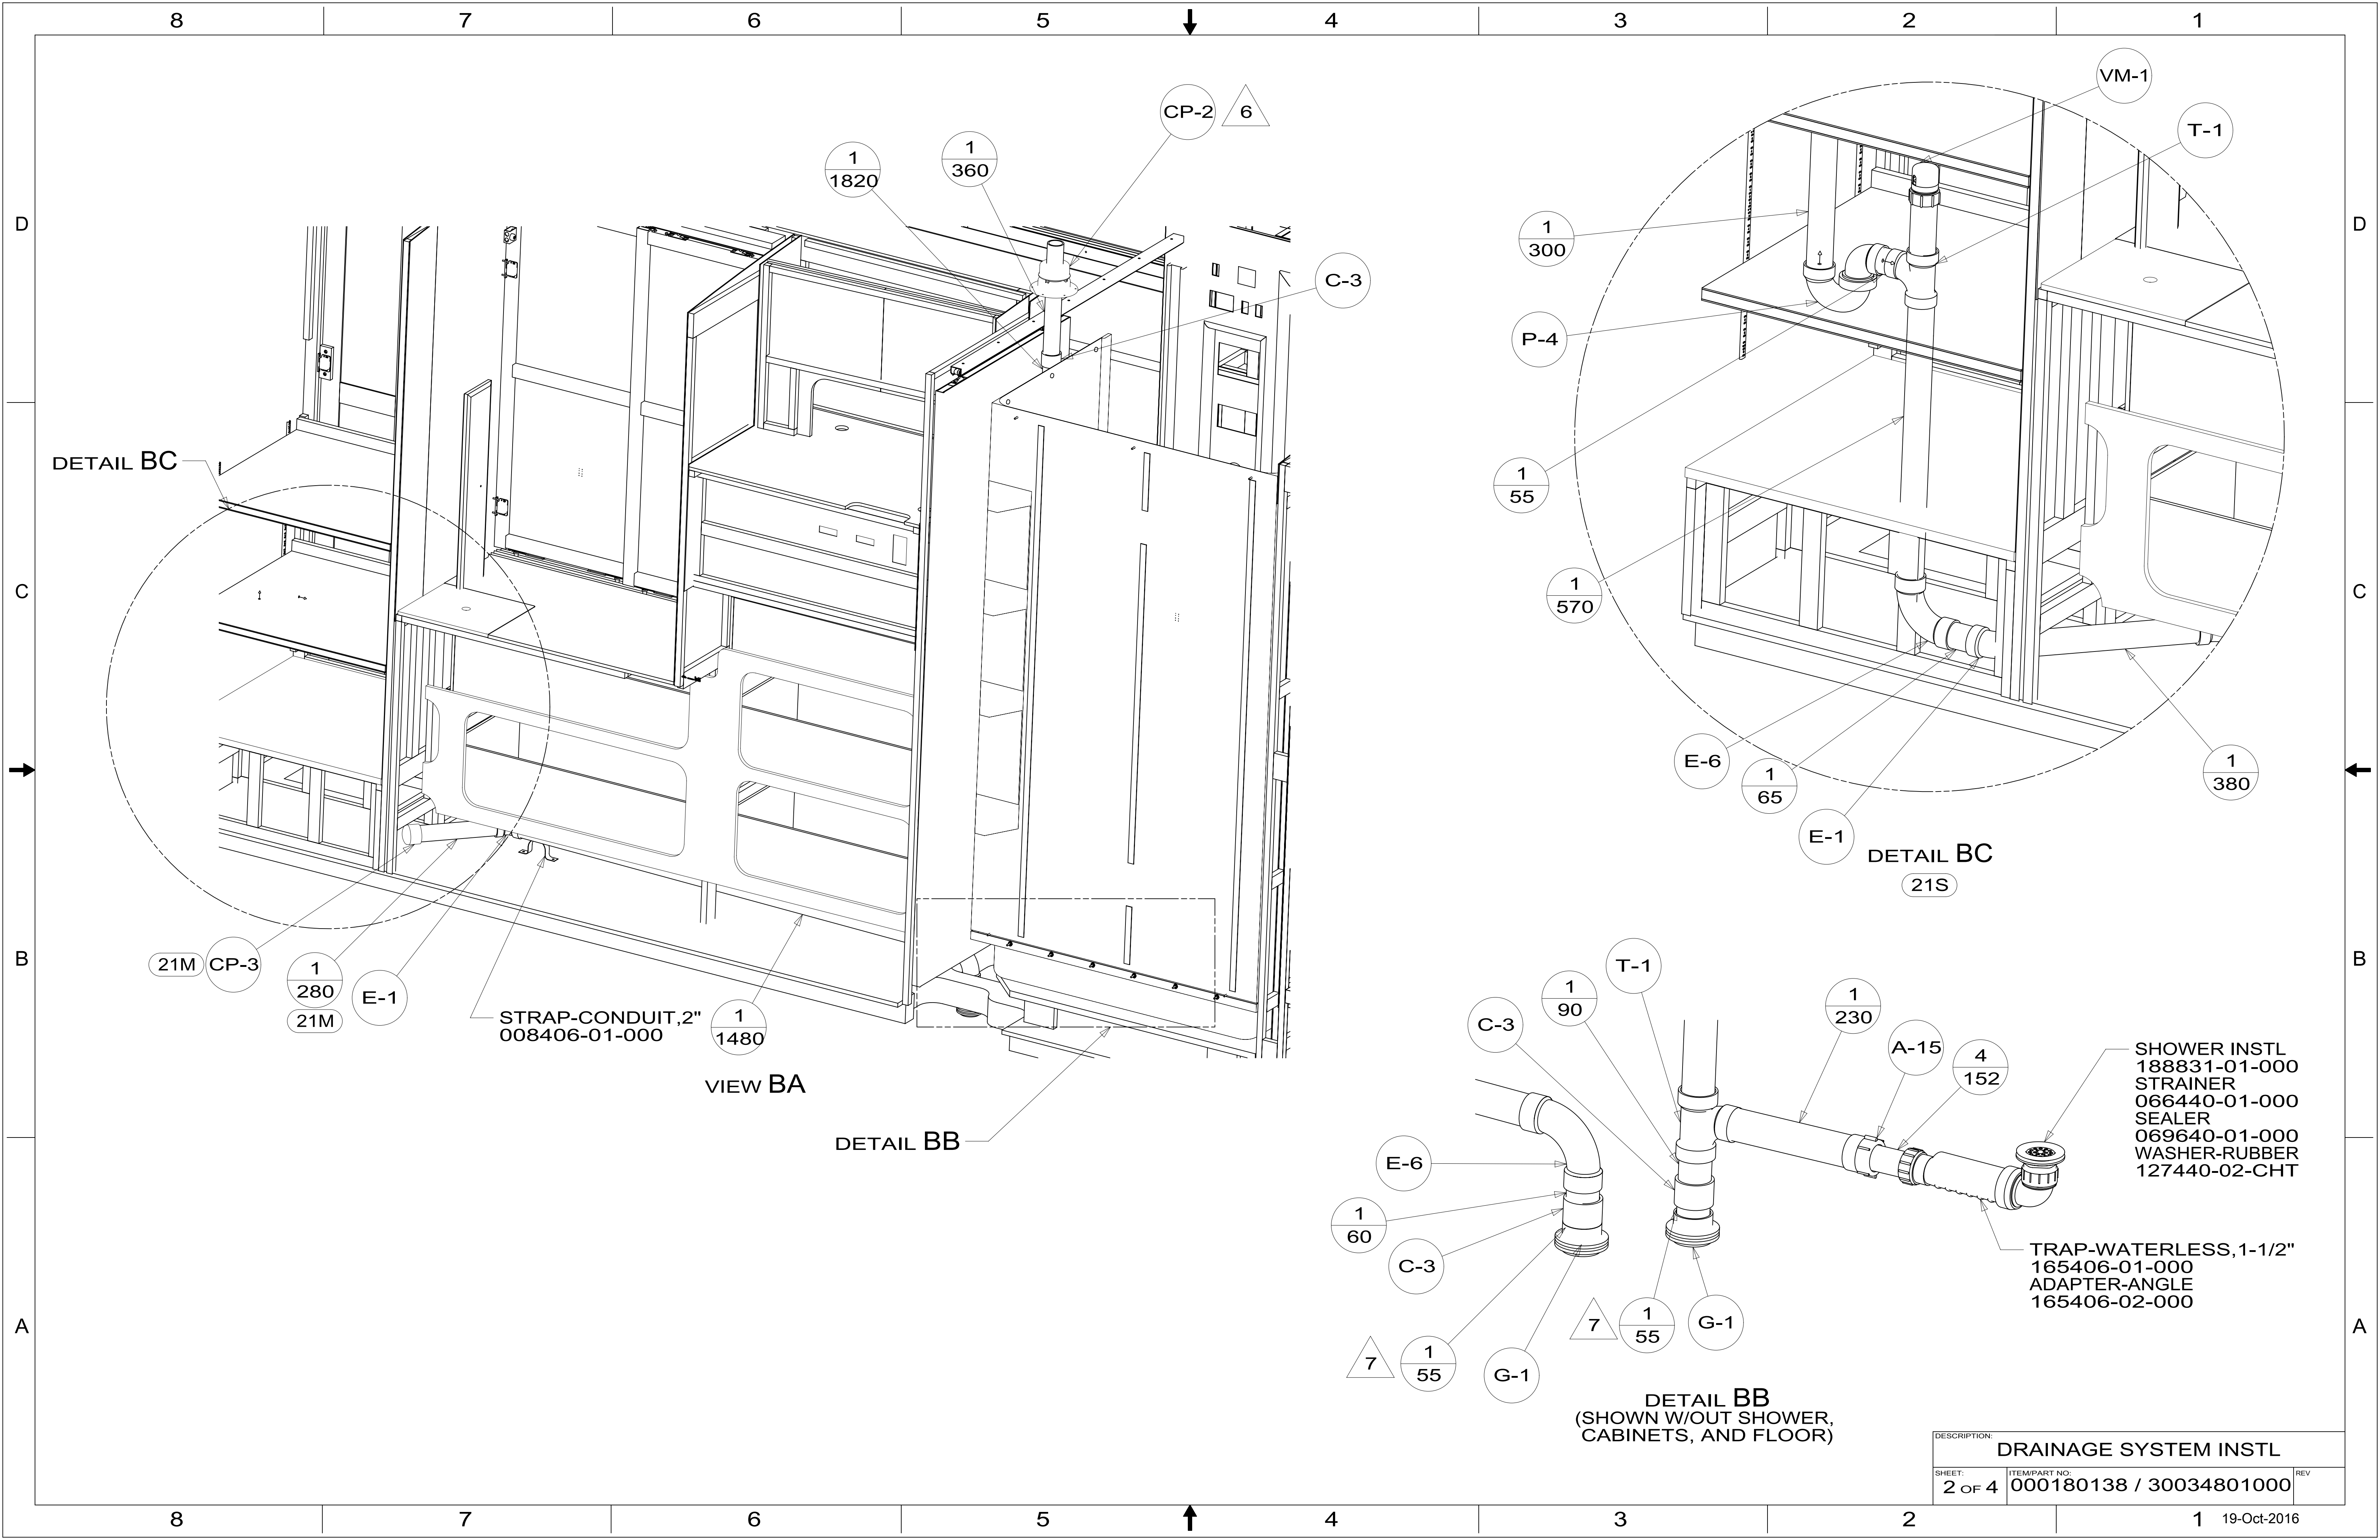 8 7 6 5 4 3 2 1
D
C
B
A
D
C
B
A
CP-2 6
1
1820
1
360
C-3
DETAIL BC
21M CP-3
1
280
21M
E-1
STRAP-CONDUIT,2"
008406-01-000
1
1480
VIEW BA
DETAIL BB
VM-1
T-1
1
300
P-4
1
55
1
570
E-6
1
65
E-1
1
380
DETAIL BC
21S
T-1
1
90
C-3
1
230
A-15
4
152
SHOWER INSTL
188831-01-000
STRAINER
066440-01-000
SEALER
069640-01-000
WASHER-RUBBER
127440-02-CHT
E-6
1
60
C-3
TRAP-WATERLESS,1-1/2"
165406-01-000
ADAPTER-ANGLE
165406-02-000
7
1
55
G-1
7
1
55
G-1
DETAIL BB
(SHOWN W/OUT SHOWER,
CABINETS, AND FLOOR)
DESCRIPTION:
DRAINAGE SYSTEM INSTL
SHEET:
2 OF 4
ITEM/PART NO:
000180138 / 30034801000
REV
8 7 6 5 4 3 2 1
19-Oct-2016